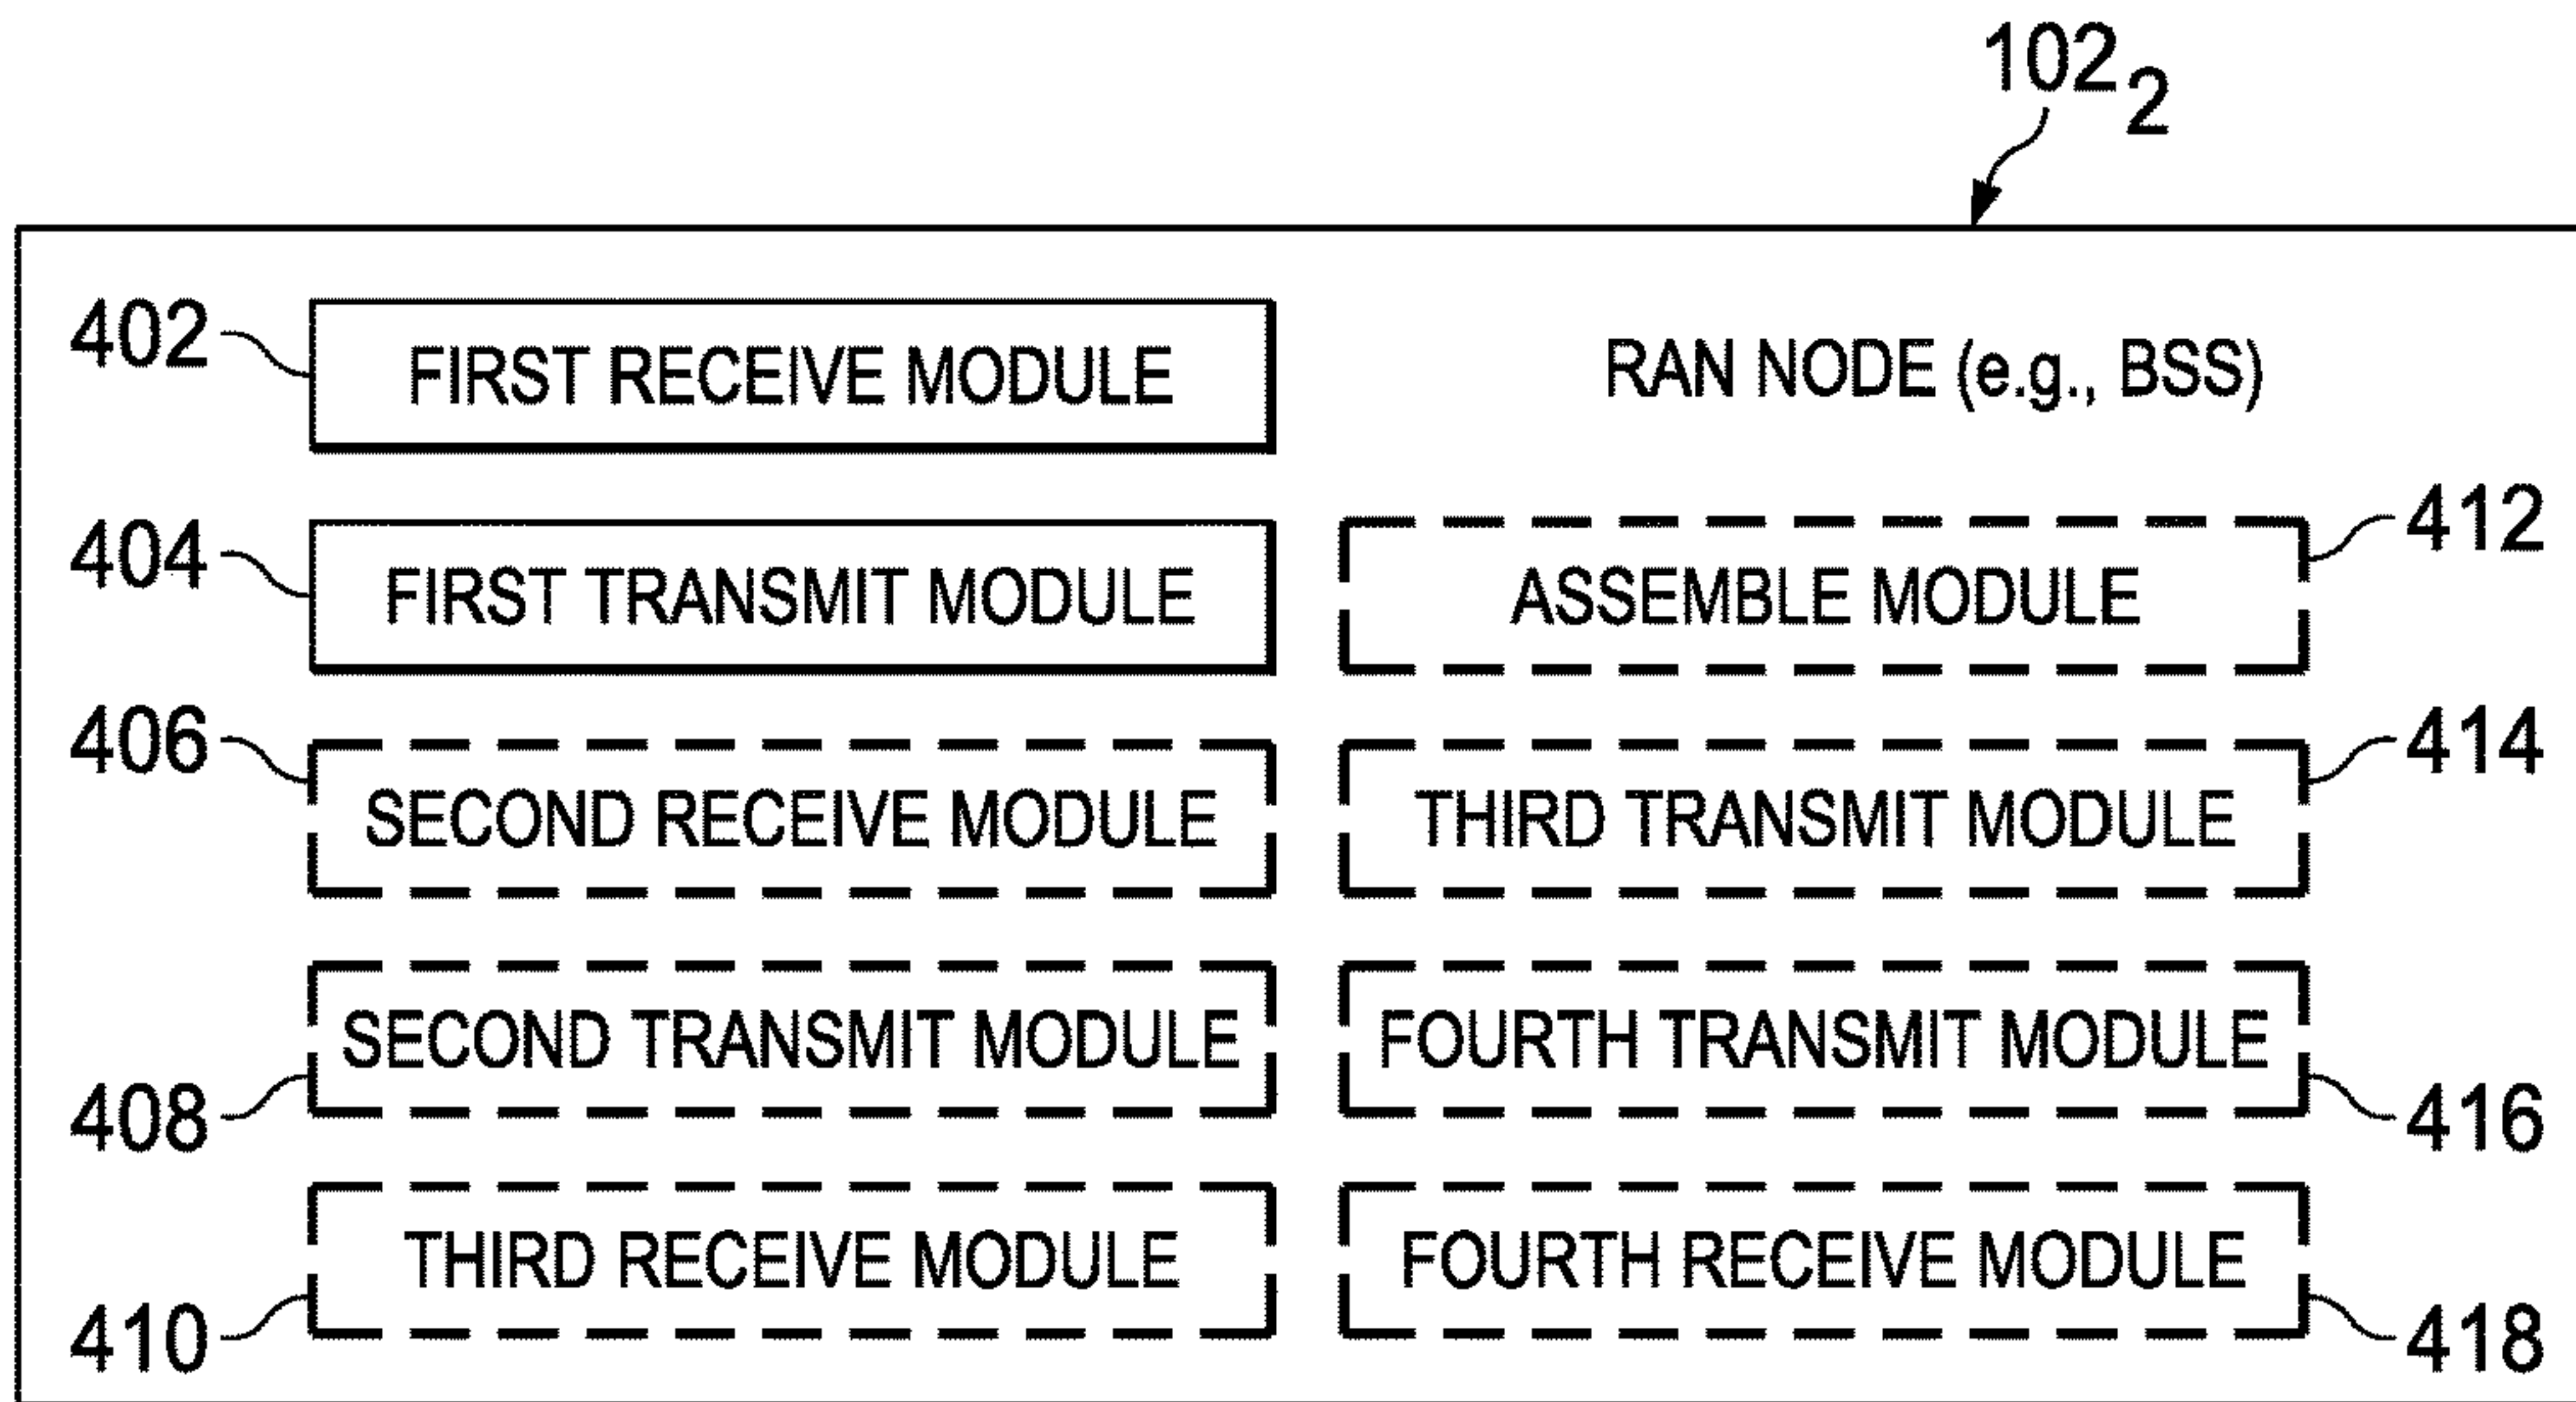 102₂
402 FIRST RECEIVE MODULE RAN NODE (e.g., BSS)
404 FIRST TRANSMIT MODULE ASSEMBLE MODULE 412
406 SECOND RECEIVE MODULE THIRD TRANSMIT MODULE 414
408 SECOND TRANSMIT MODULE FOURTH TRANSMIT MODULE 416
410 THIRD RECEIVE MODULE FOURTH RECEIVE MODULE 418